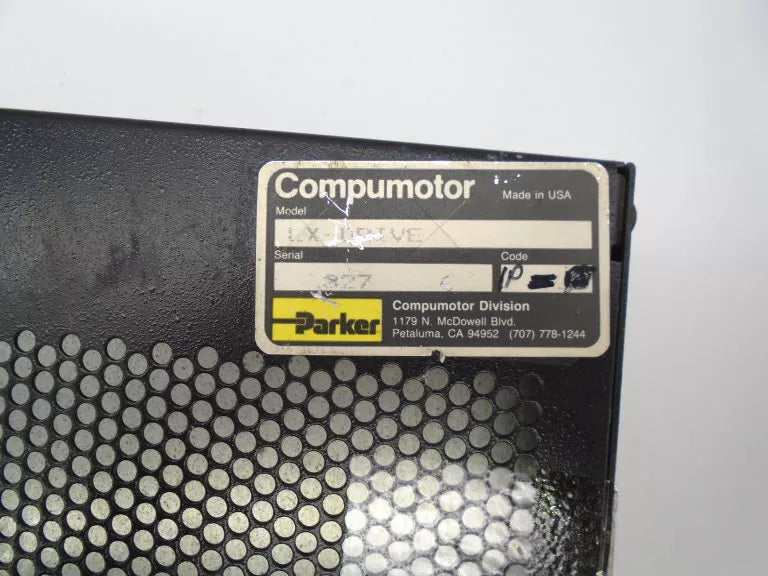 Compumotor Made in USA
Model
LX-DRIVE
Serial Code
327
Parker
Compumotor Division
1179 N. McDowell Blvd.
Petaluma, CA 94952 (707) 778-1244